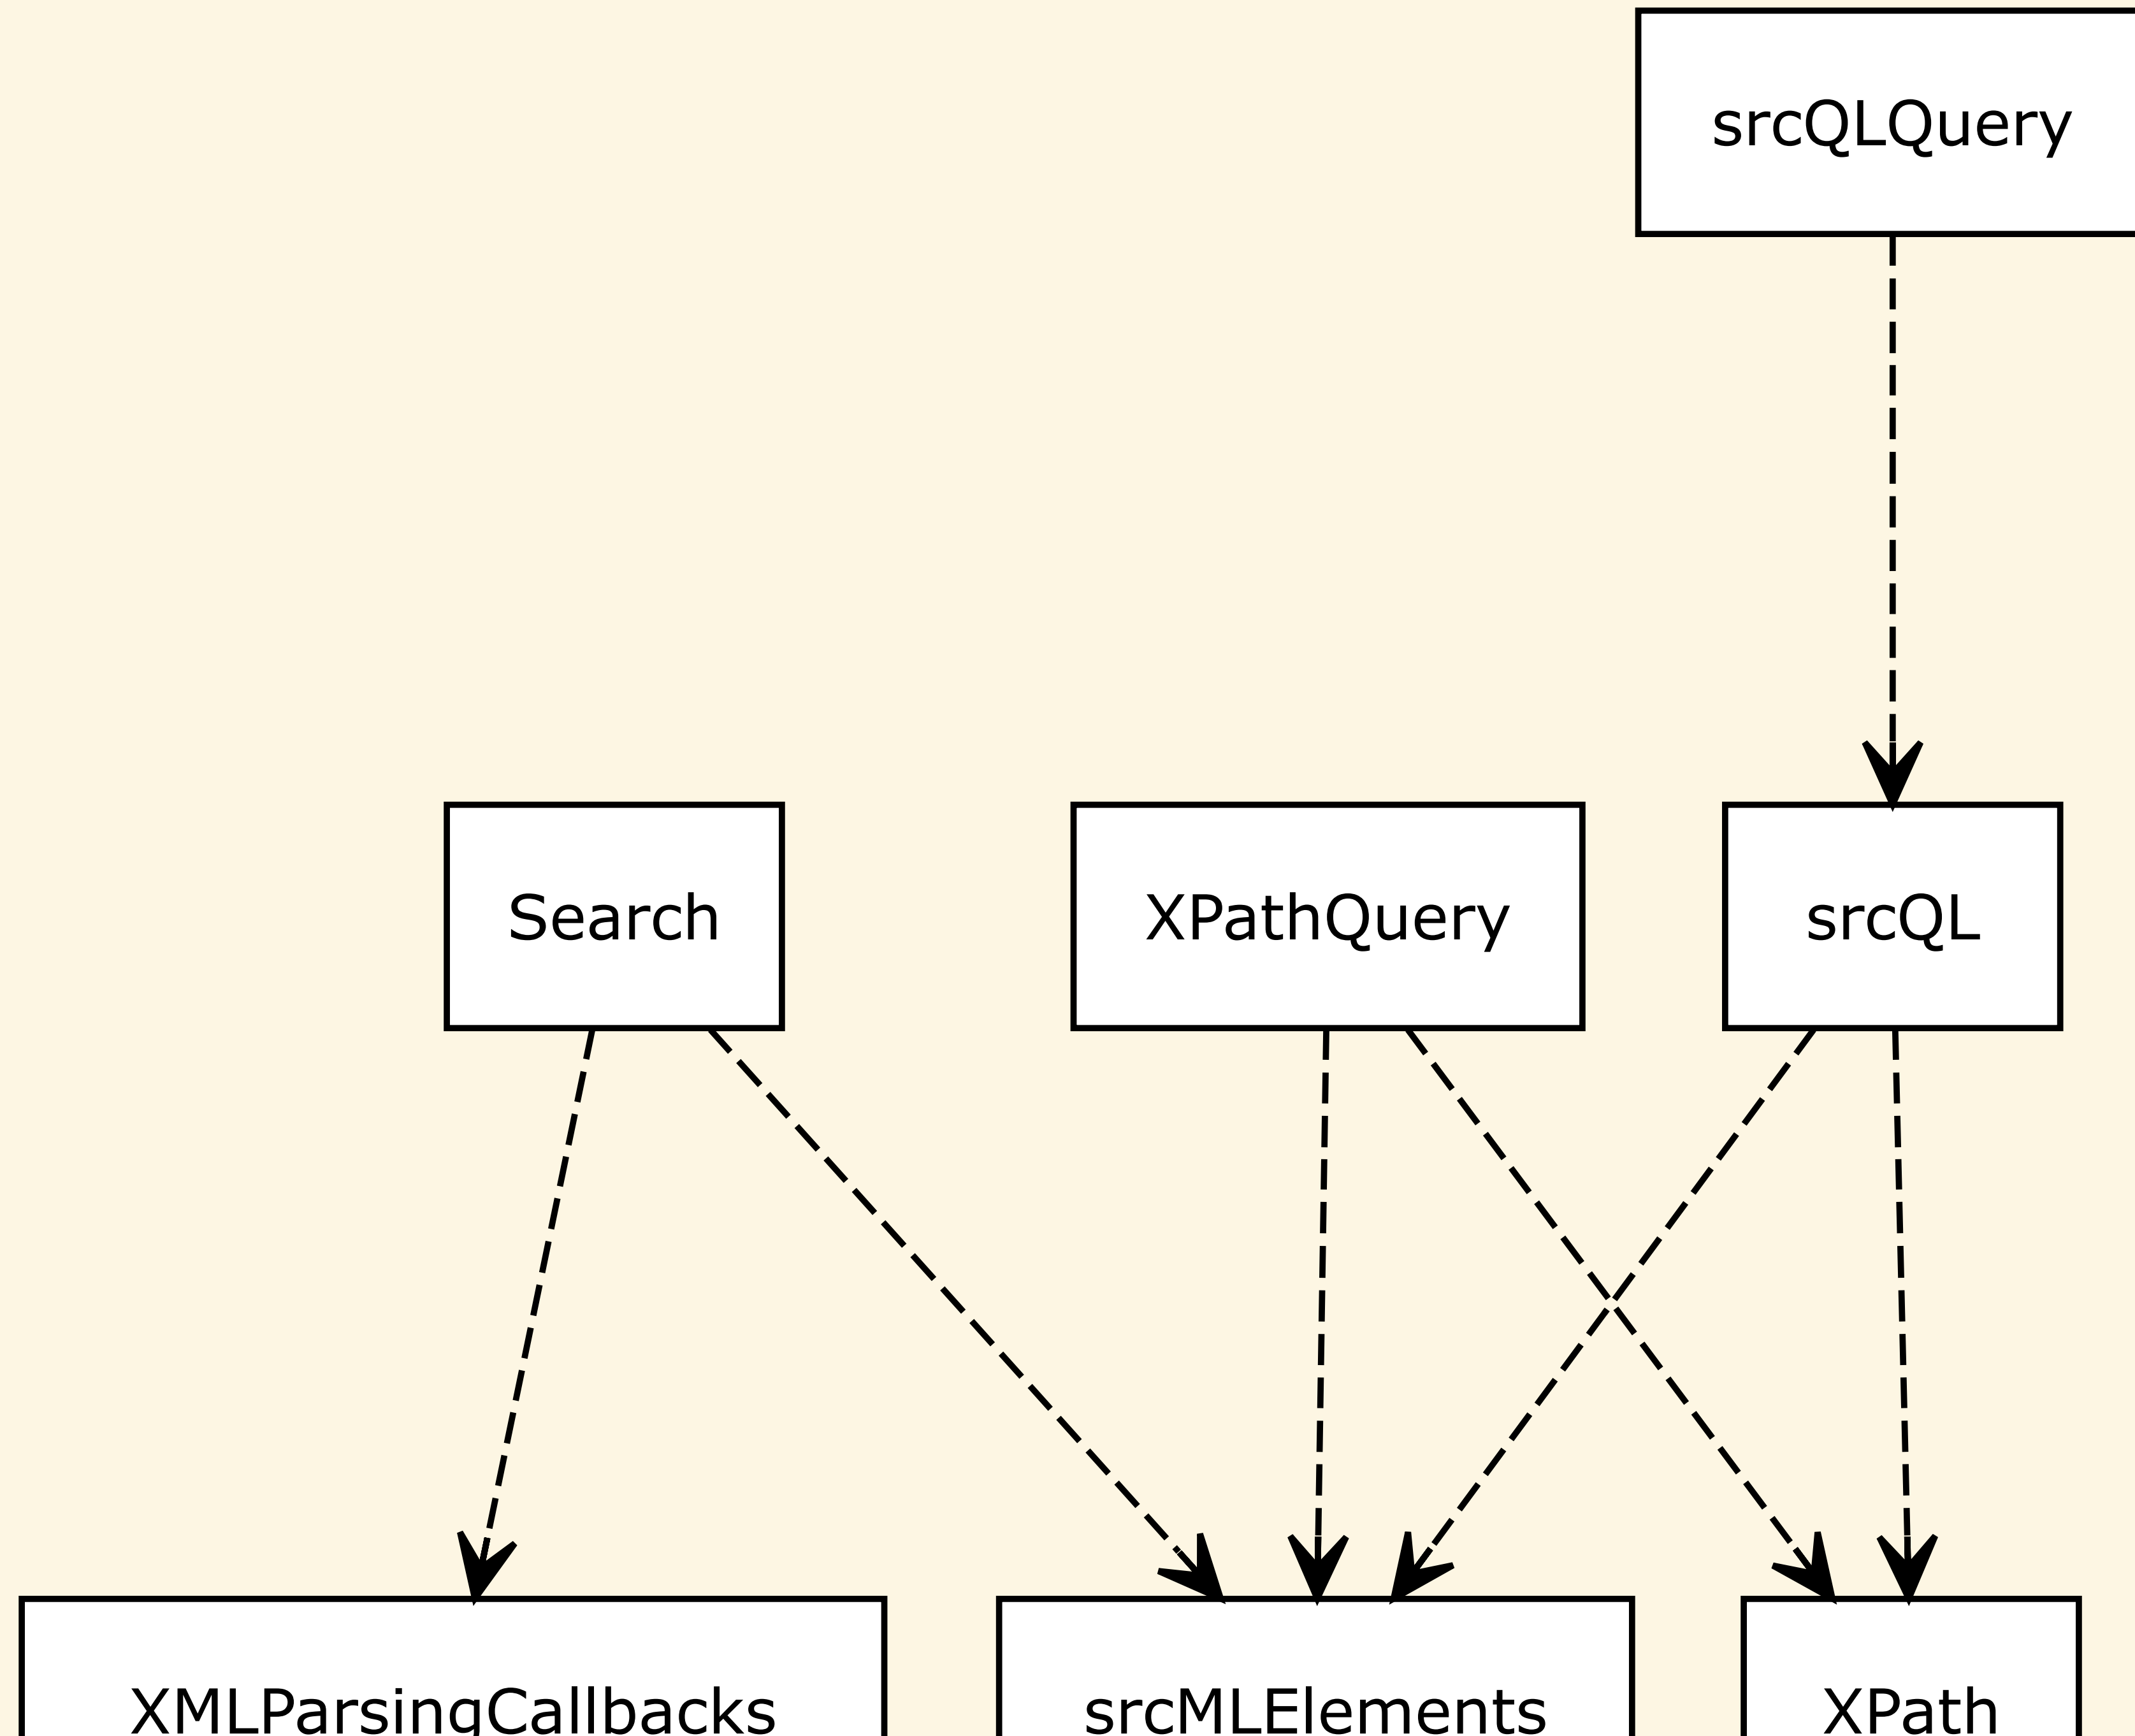 srcQLQuery
Search
XPathQuery
srcQL
XMLParsingCallbacks
srcMLElements
XPath